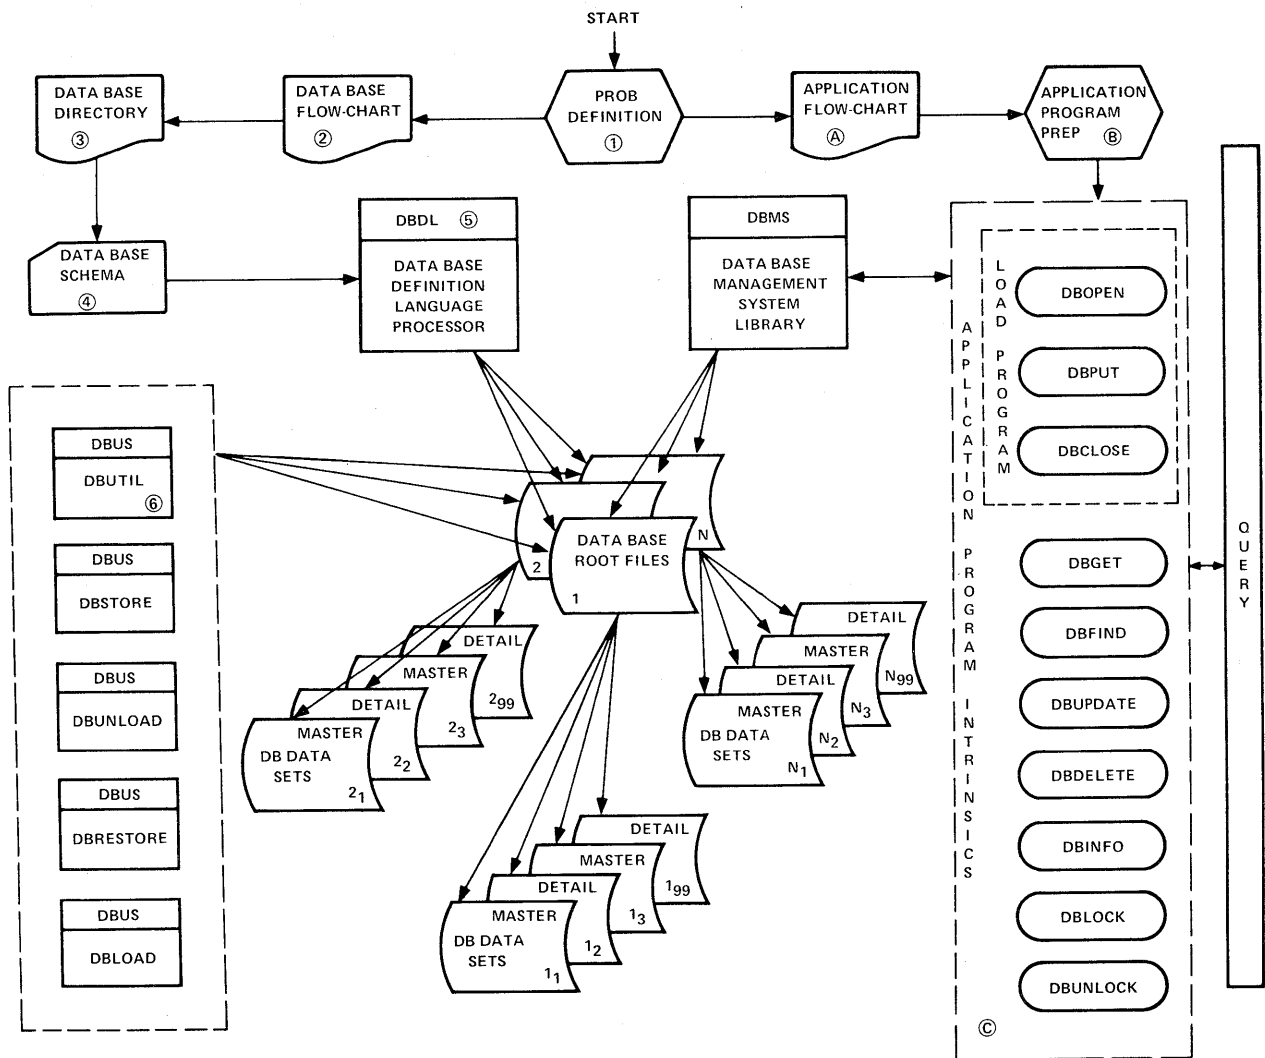 START
DATA BASE
DIRECTORY
③
DATA BASE
FLOW-CHART
②
PROB
DEFINITION
①
APPLICATION
FLOW-CHART
Ⓐ
APPLICATION
PROGRAM
PREP Ⓑ
DATA BASE
SCHEMA
④
DBDL ⑤
DATA BASE
DEFINITION
LANGUAGE
PROCESSOR
DBMS
DATA BASE
MANAGEMENT
SYSTEM
LIBRARY
LOAD PROGRAM
DBOPEN
DBPUT
DBCLOSE
APPLICATION PROGRAM INTRINSICS
DBGET
DBFIND
DBUPDATE
DBDELETE
DBINFO
DBLOCK
DBUNLOCK
Ⓒ
QUERY
DBUS
DBUTIL
⑥
DBUS
DBSTORE
DBUS
DBUNLOAD
DBUS
DBRESTORE
DBUS
DBLOAD
N
2
DATA BASE
ROOT FILES
1
DETAIL
2₉₉
MASTER
2₃
DETAIL
2₂
MASTER
DB DATA
SETS
2₁
DETAIL
1₉₉
MASTER
1₃
DETAIL
1₂
MASTER
DB DATA
SETS
1₁
DETAIL
N₉₉
MASTER
N₃
DETAIL
N₂
MASTER
DB DATA
SETS
N₁